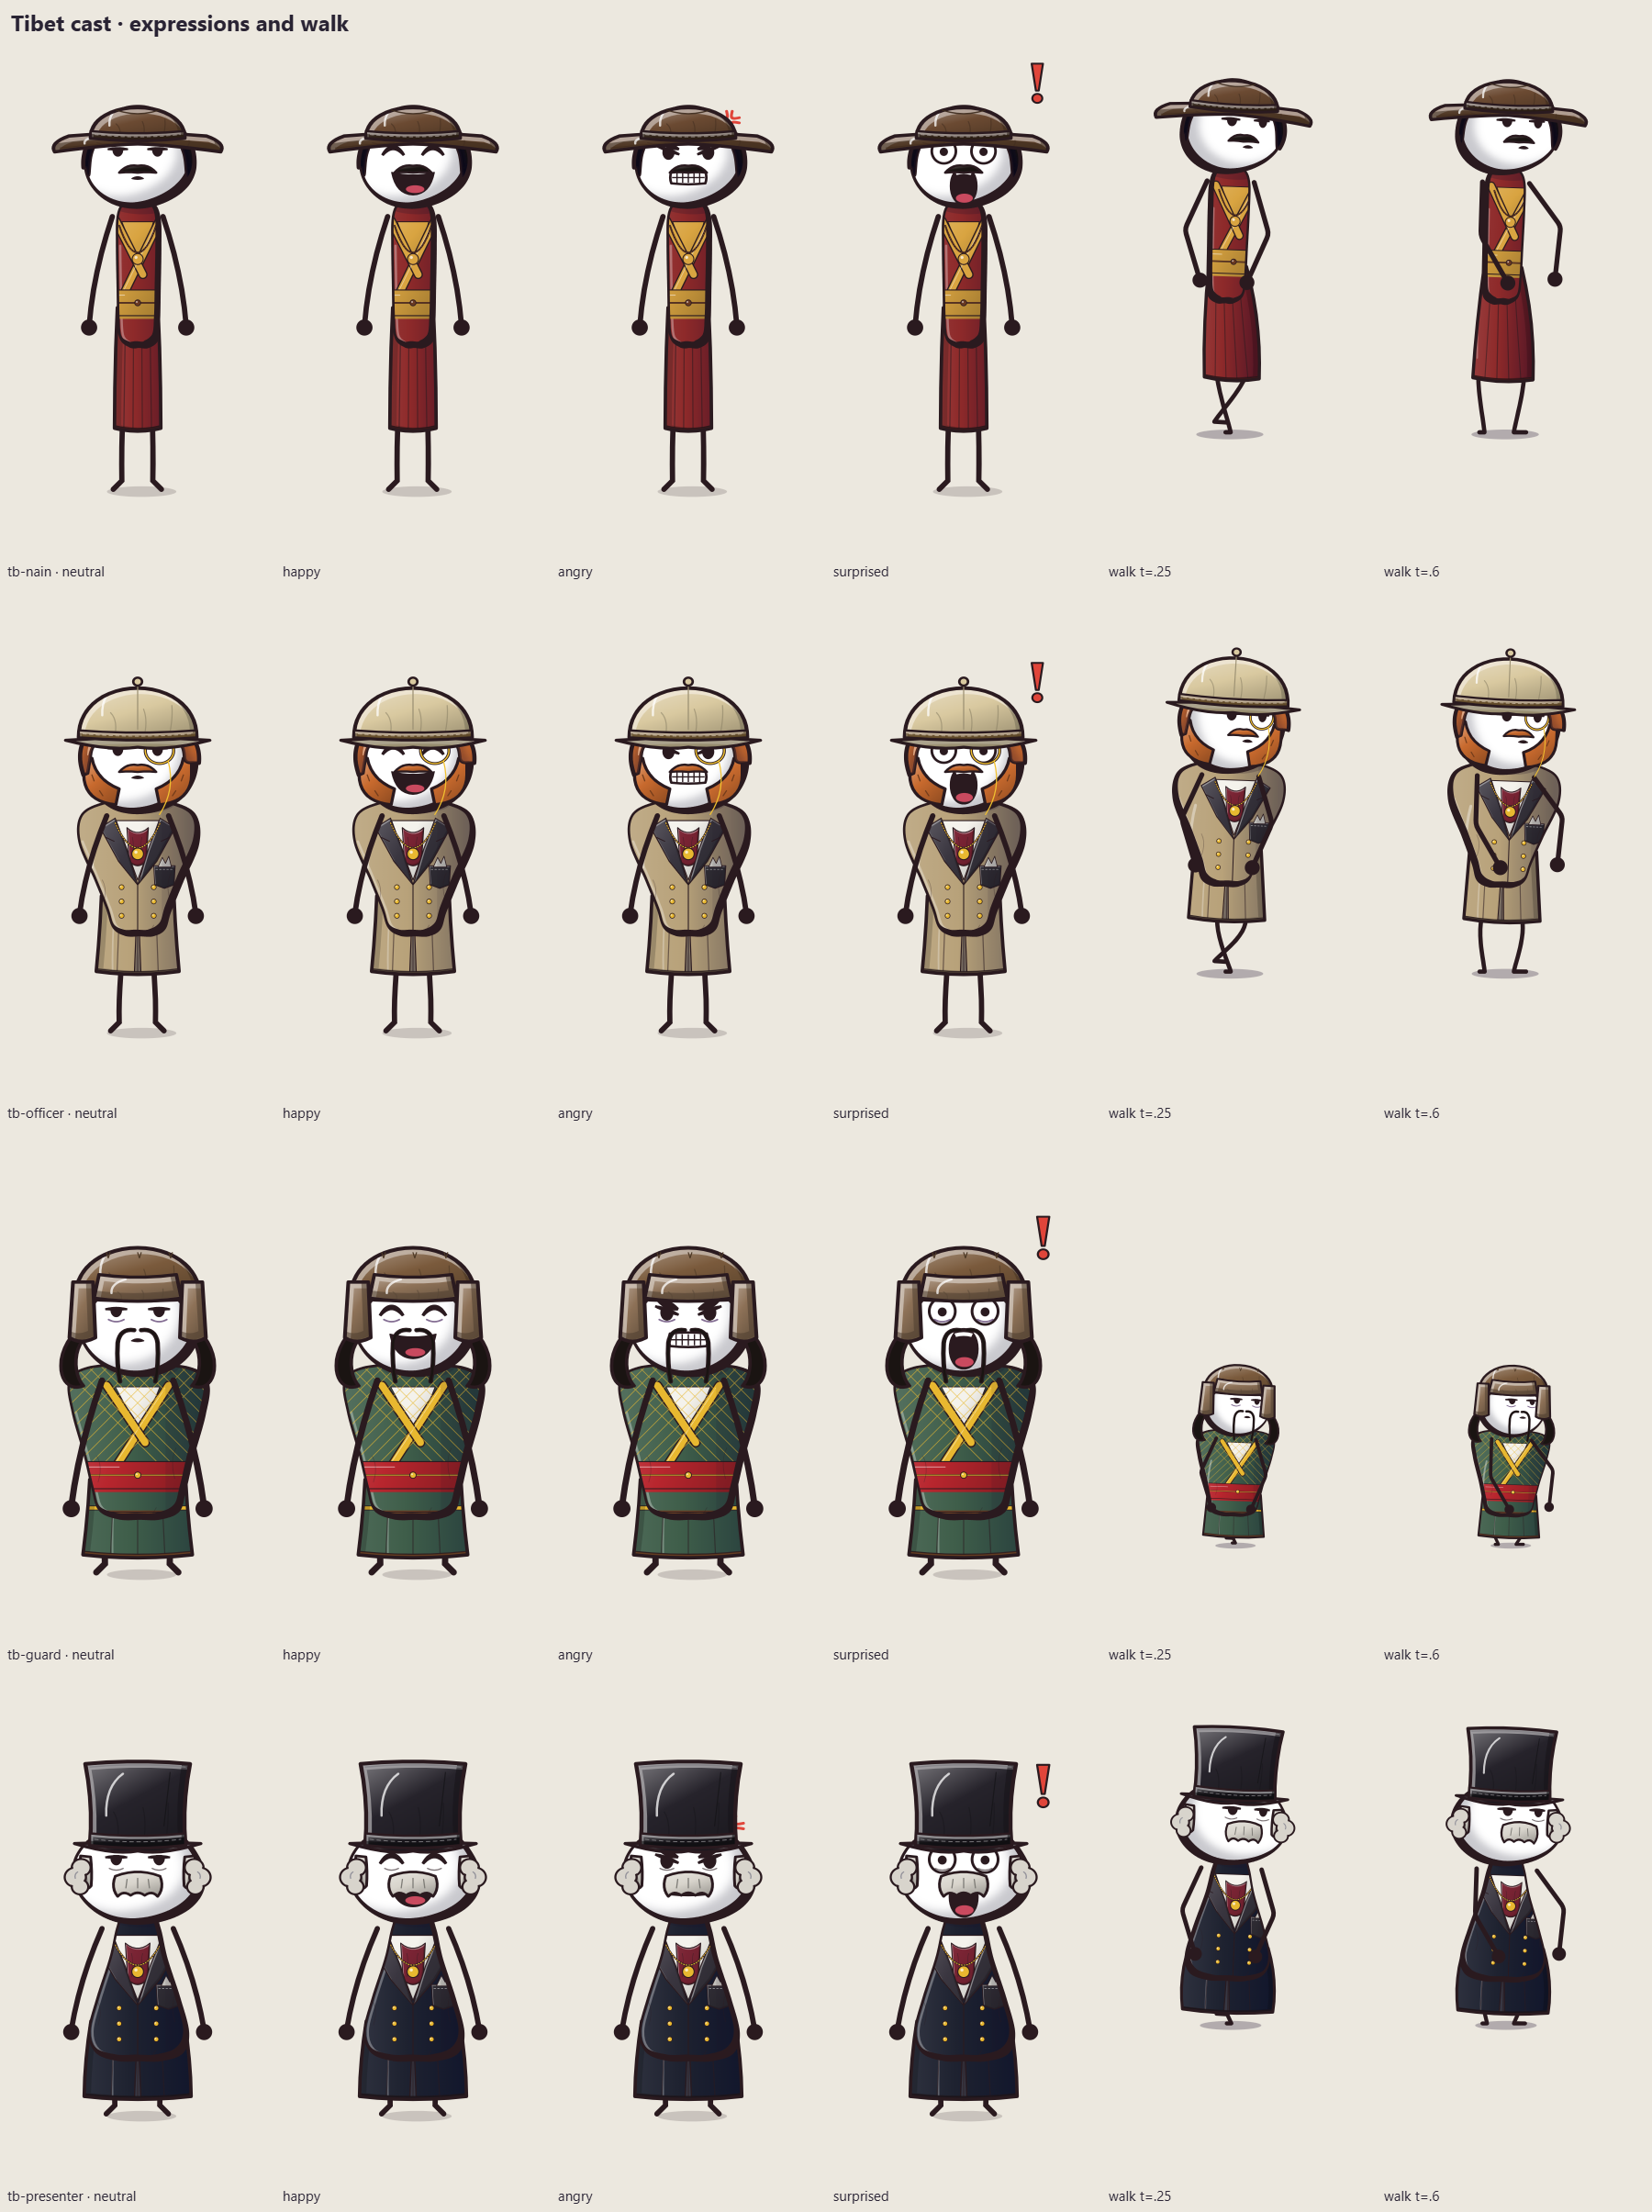 Tibet cast · expressions and walk
!
tb-nain · neutral happy angry surprised walk t=.25 walk t=.6
!
tb-officer · neutral happy angry surprised walk t=.25 walk t=.6
!
tb-guard · neutral happy angry surprised walk t=.25 walk t=.6
!
tb-presenter · neutral happy angry surprised walk t=.25 walk t=.6